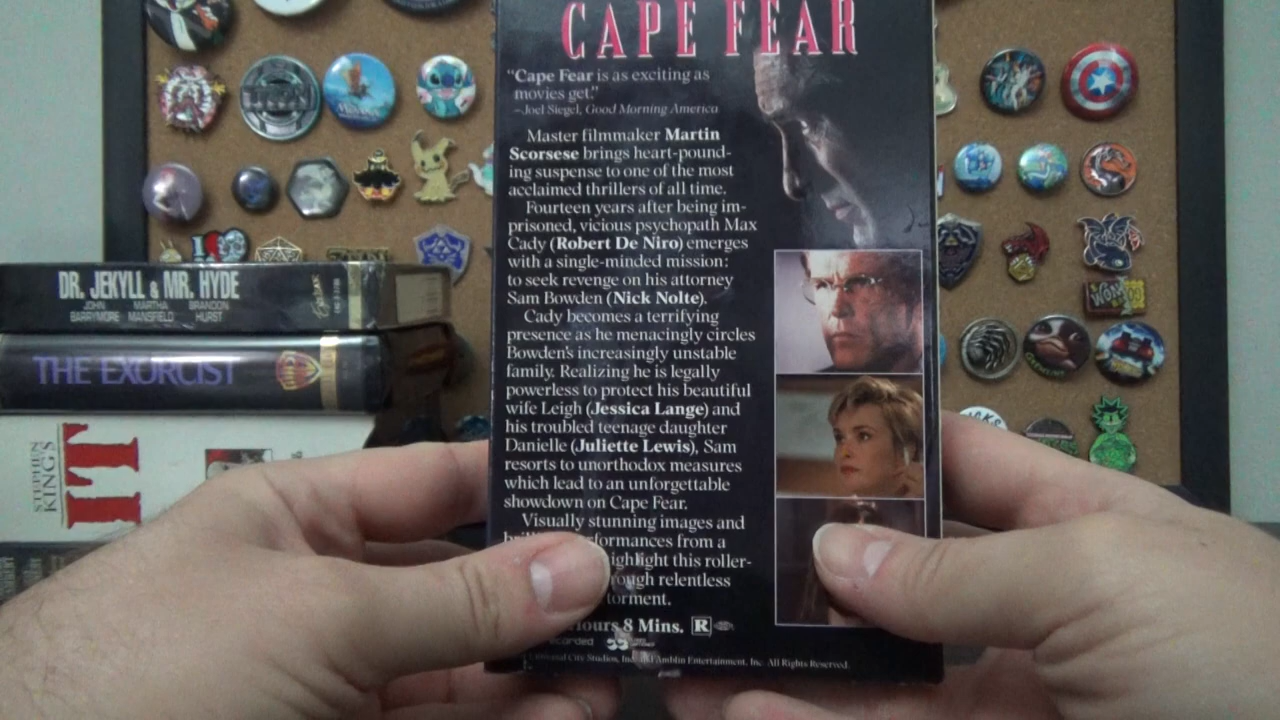 CAPE FEAR
“Cape Fear is as exciting as
movies get.”
–Joel Siegel, Good Morning America
Master filmmaker Martin
Scorsese brings heart-pound-
ing suspense to one of the most
acclaimed thrillers of all time.
Fourteen years after being im-
prisoned, vicious psychopath Max
Cady (Robert De Niro) emerges
with a single-minded mission:
to seek revenge on his attorney
Sam Bowden (Nick Nolte).
Cady becomes a terrifying
presence as he menacingly circles
Bowden's increasingly unstable
family. Realizing he is legally
powerless to protect his beautiful
wife Leigh (Jessica Lange) and
his troubled teenage daughter
Danielle (Juliette Lewis), Sam
resorts to unorthodox measures
which lead to an unforgettable
showdown on Cape Fear.
Visually stunning images and
from a
this roller-
relentless
torment.
8 Mins. R
City Studios, Inc. and Amblin Entertainment, Inc. All Rights Reserved.
DR. JEKYLL & MR. HYDE
JOHN BARRYMORE
MARTHA MANSFIELD
BRANDON HURST
THE EXORCIST
STEPHEN KING'S
IT
I